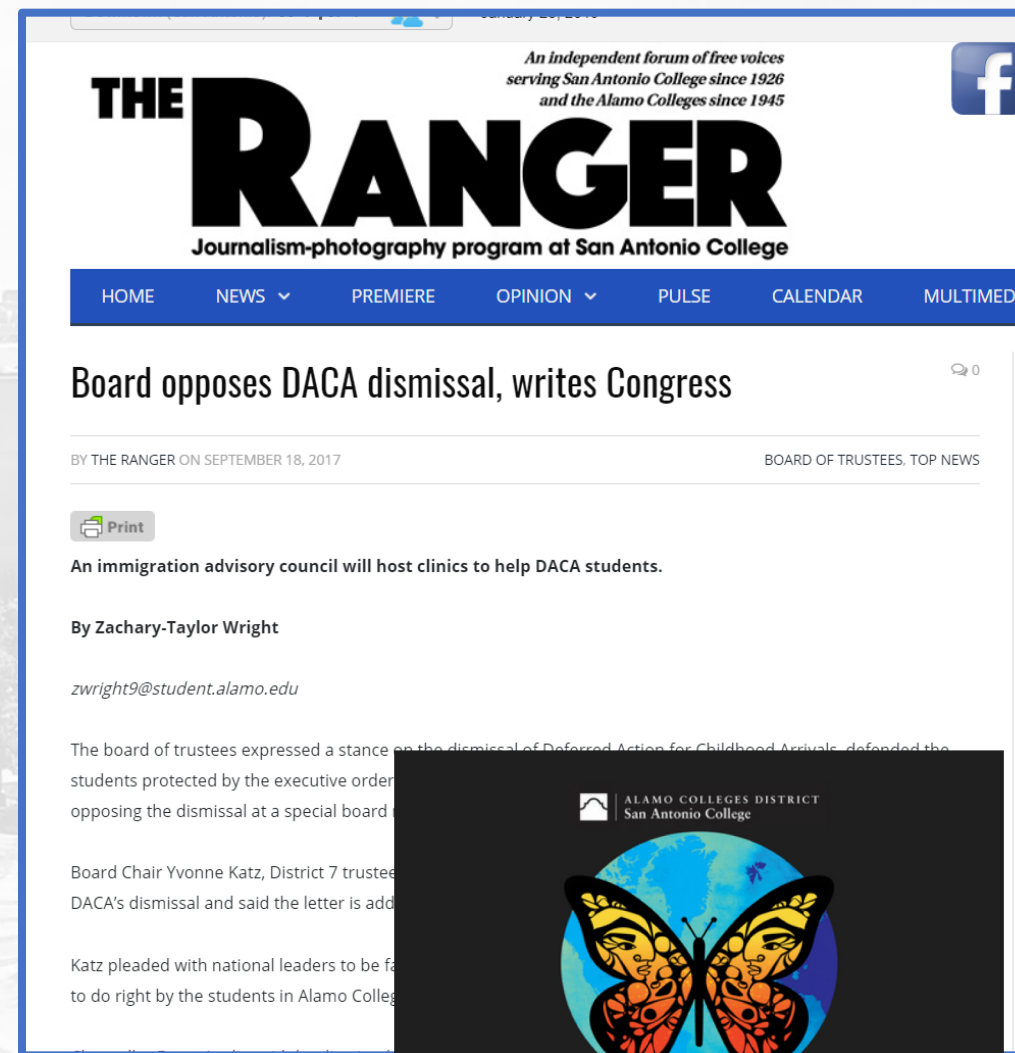 An independent forum of free voices
serving San Antonio College since 1926
and the Alamo Colleges since 1945
THE
RANGER
Journalism-photography program at San Antonio College
HOME NEWS PREMIERE OPINION PULSE CALENDAR MULTIMED
Board opposes DACA dismissal, writes Congress
0
BY THE RANGER ON SEPTEMBER 18, 2017
BOARD OF TRUSTEES, TOP NEWS
Print
An immigration advisory council will host clinics to help DACA students.
By Zachary-Taylor Wright
zwright9@student.alamo.edu
The board of trustees expressed a stance on the dismissal of Deferred Action for Childhood Arrivals, defended the
students protected by the executive order
opposing the dismissal at a special board
Board Chair Yvonne Katz, District 7 trustee
DACA's dismissal and said the letter is add
Katz pleaded with national leaders to be fa
to do right by the students in Alamo Colleg
ALAMO COLLEGES DISTRICT
San Antonio College